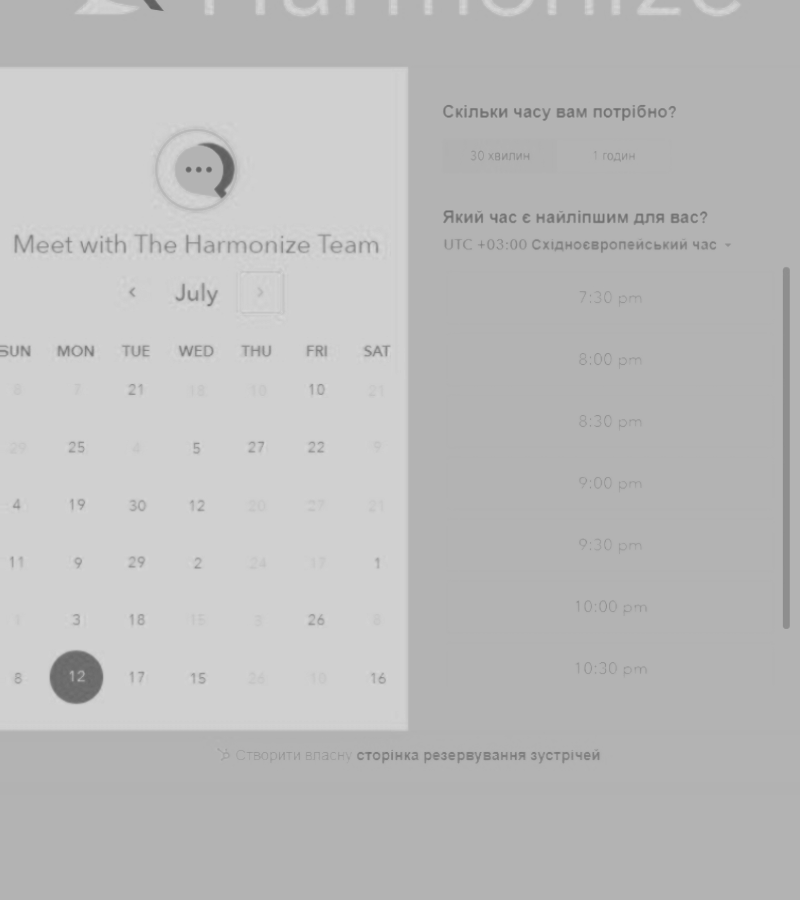 Harmonize
Meet with The Harmonize Team
‹ July ›
SUN MON TUE WED THU FRI SAT
6 7 21 18 10 10 21
29 25 4 5 27 22 9
4 19 30 12 20 27 21
11 9 29 2 24 17 1
1 3 18 15 26
8 12 17 15 26 18 16
Скільки часу вам потрібно?
30 хвилин 1 годин
Який час є найліпшим для вас?
UTC +03:00 Східноєвропейський час
7:30 pm
8:00 pm
8:30 pm
9:00 pm
9:30 pm
10:00 pm
10:30 pm
Створити власну сторінка резервування зустрічей